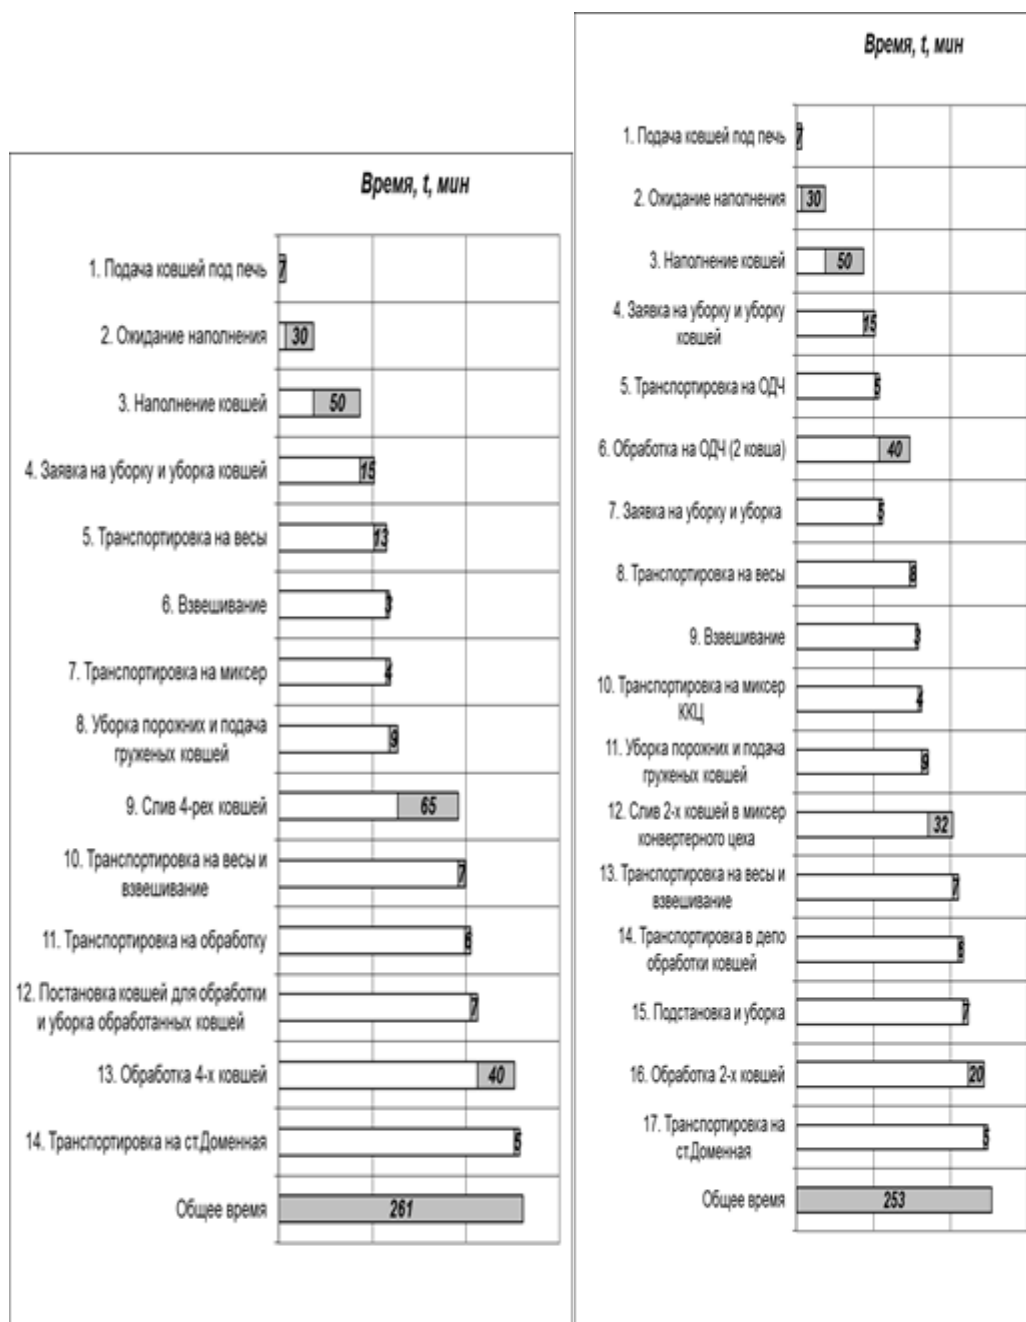 Время, t, мин
1. Подача ковшей под печь
7
2. Ожидание наполнения
30
3. Наполнение ковшей
50
4. Заявка на уборку и уборка ковшей
15
5. Транспортировка на весы
13
6. Взвешивание
3
7. Транспортировка на миксер
4
8. Уборка порожних и подача
груженых ковшей
9
9. Слив 4-рех ковшей
65
10. Транспортировка на весы и
взвешивание
7
11. Транспортировка на обработку
6
12. Постановка ковшей для обработки
и уборка обработанных ковшей
7
13. Обработка 4-х ковшей
40
14. Транспортировка на ст.Доменная
5
Общее время
261
Время, t, мин
1. Подача ковшей под печь
7
2. Ожидание наполнения
30
3. Наполнение ковшей
50
4. Заявка на уборку и уборку
ковшей
15
5. Транспортировка на ОДЧ
5
6. Обработка на ОДЧ (2 ковша)
40
7. Заявка на уборку и уборка
5
8. Транспортировка на весы
8
9. Взвешивание
3
10. Транспортировка на миксер
ККЦ
4
11. Уборка порожних и подача
груженых ковшей
9
12. Слив 2-х ковшей в миксер
конвертерного цеха
32
13. Транспортировка на весы и
взвешивание
7
14. Транспортировка в депо
обработки ковшей
15. Подстановка и уборка
7
16. Обработка 2-х ковшей
20
17. Транспортировка на
ст.Доменная
5
Общее время
253